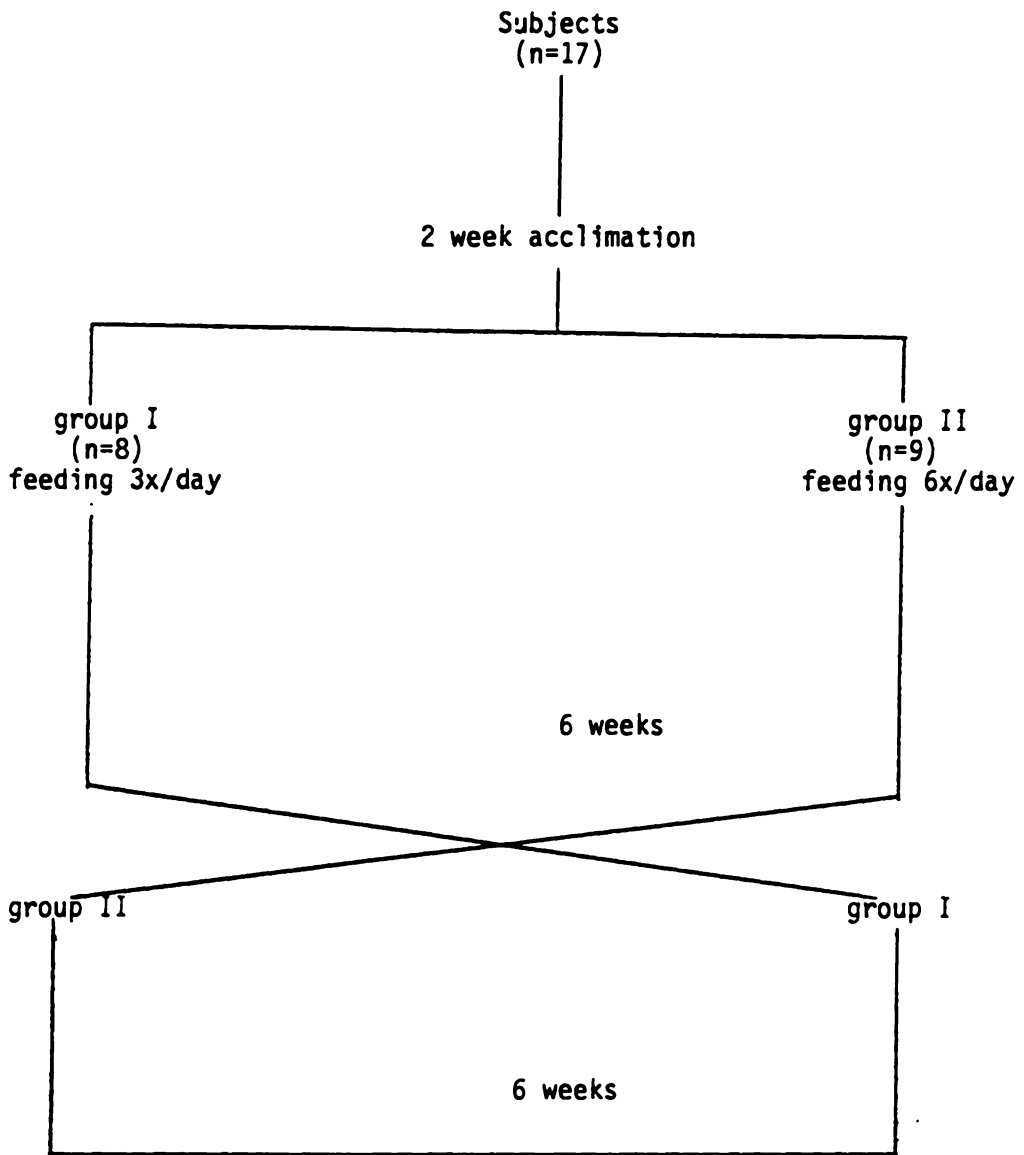 Subjects
(n=17)
2 week acclimation
group I
(n=8)
feeding 3x/day
group II
(n=9)
feeding 6x/day
6 weeks
group II
group I
6 weeks